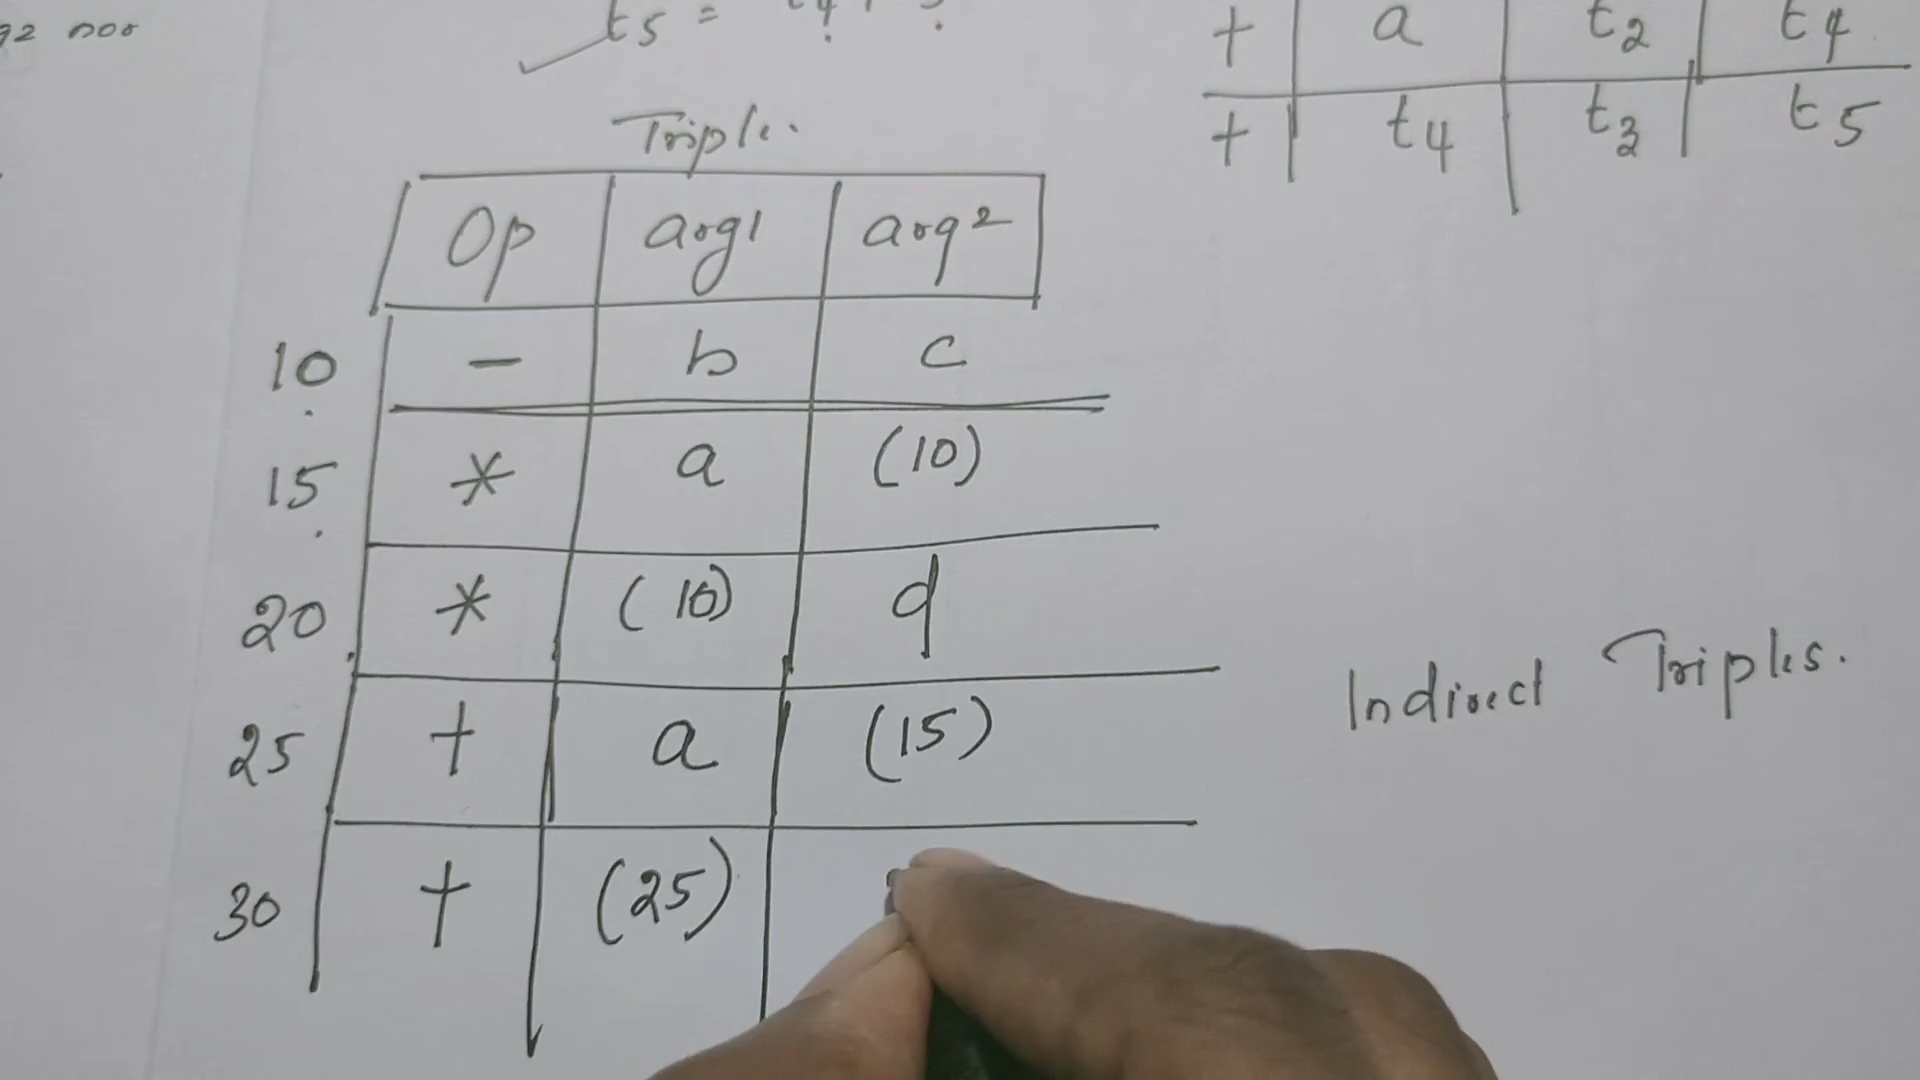 t5 = t4
+ a t2 t4
+ t4 t3 t5
Triple.
Op arg1 arg2
10 - b c
15 * a (10)
20 * (10) d
25 + a (15)
30 + (25)
Indirect Triples.